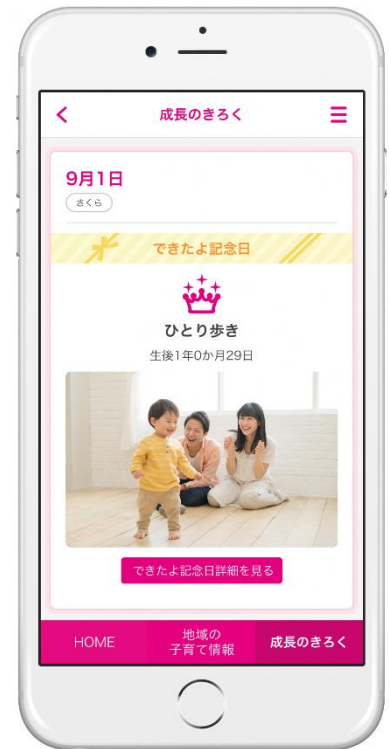 成長のきろく
9月1日
さくら
できたよ記念日
ひとり歩き
生後1年0か月29日
できたよ記念日詳細を見る
HOME
地域の
子育て情報
成長のきろく